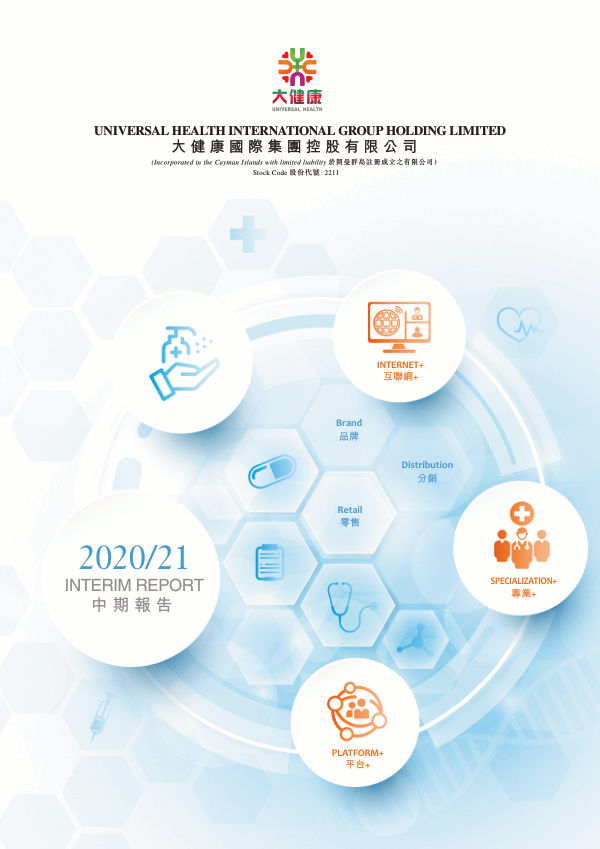 大健康
UNIVERSAL HEALTH
UNIVERSAL HEALTH INTERNATIONAL GROUP HOLDING LIMITED
大健康國際集團控股有限公司
(Incorporated in the Cayman Islands with limited liability 於開曼群島註冊成立之有限公司)
Stock Code 股份代號: 2211
INTERNET+
互聯網+
Brand
品牌
Distribution
分銷
Retail
零售
2020/21
INTERIM REPORT
中期報告
SPECIALIZATION+
專業+
PLATFORM+
平台+